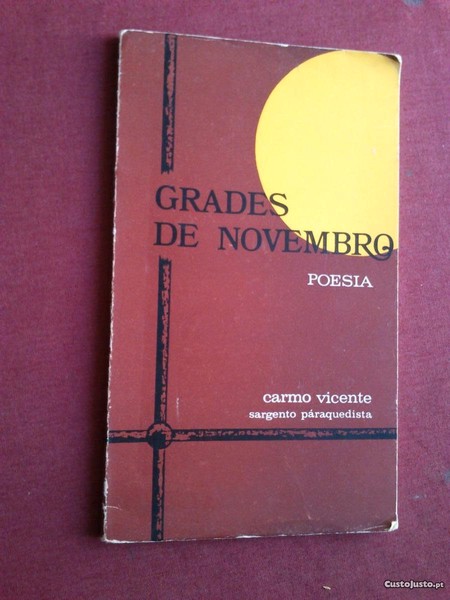 GRADES
DE NOVEMBRO
POESIA
carmo vicente
sargento páraquedista
CustoJusto.pt